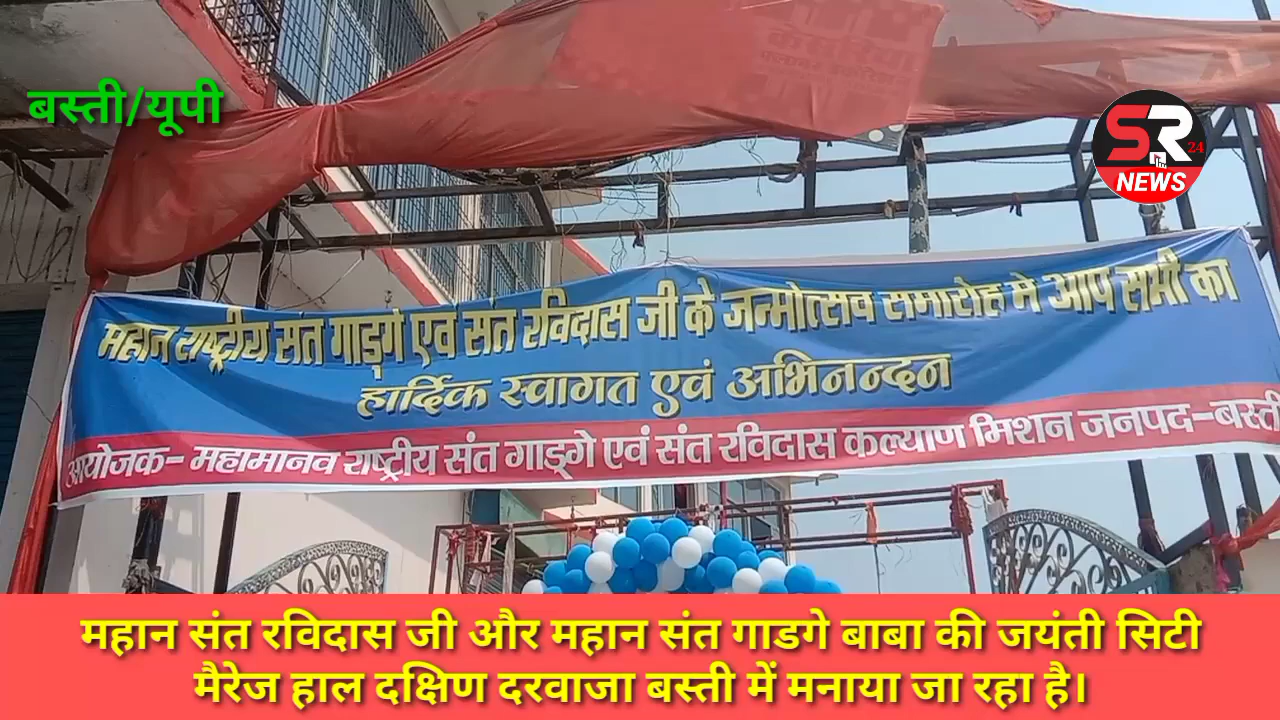 बस्ती/यूपी
SR 24
NEWS
महान राष्ट्रीय संत गाड्गे एवं संत रविदास जी के जन्मोत्सव समारोह मे आप सभी का
हार्दिक स्वागत एवं अभिनन्दन
आयोजक- महामानव राष्ट्रीय संत गाड्गे एवं संत रविदास कल्याण मिशन जनपद-बस्ती
महान संत रविदास जी और महान संत गाडगे बाबा की जयंती सिटी
मैरेज हाल दक्षिण दरवाजा बस्ती में मनाया जा रहा है।